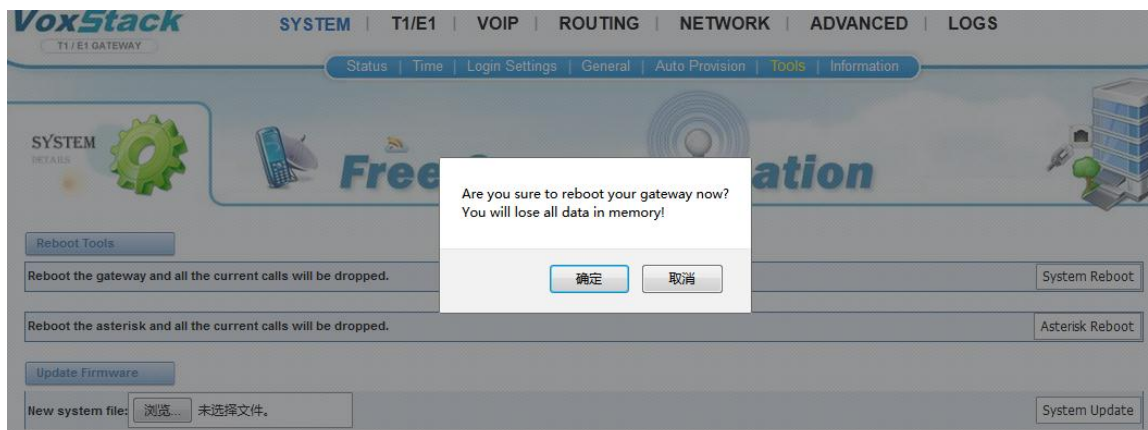 VoxStack
T1 / E1 GATEWAY
SYSTEM | T1/E1 | VOIP | ROUTING | NETWORK | ADVANCED | LOGS
Status | Time | Login Settings | General | Auto Provision | Tools | Information
SYSTEM
DETAILS
Free
ation
Are you sure to reboot your gateway now?
You will lose all data in memory!
确定 取消
Reboot Tools
Reboot the gateway and all the current calls will be dropped. System Reboot
Reboot the asterisk and all the current calls will be dropped. Asterisk Reboot
Update Firmware
New system file: 浏览... 未选择文件。 System Update